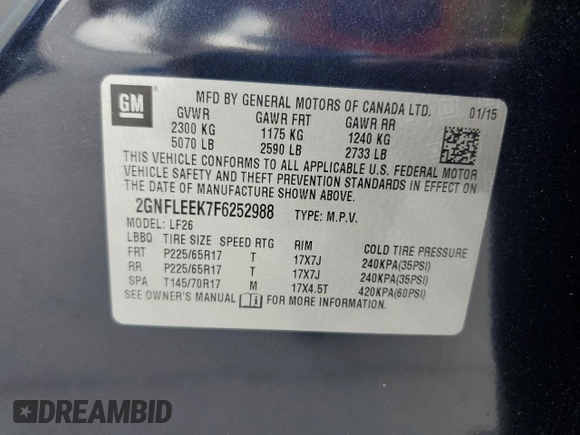 GM
MFD BY GENERAL MOTORS OF CANADA LTD. 01/15
GVWR GAWR FRT GAWR RR
2300 KG 1175 KG 1240 KG
5070 LB 2590 LB 2733 LB
THIS VEHICLE CONFORMS TO ALL APPLICABLE U.S. FEDERAL MOTOR
VEHICLE SAFETY AND THEFT PREVENTION STANDARDS IN EFFECT ON
THE DATE OF MANUFACTURE SHOWN ABOVE.
2GNFLEEK7F6252988 TYPE: M.P.V.
MODEL: LF26
LBBQ TIRE SIZE SPEED RTG RIM COLD TIRE PRESSURE
FRT P225/65R17 T 17X7J 240KPA(35PSI)
RR P225/65R17 T 17X7J 240KPA(35PSI)
SPA T145/70R17 M 17X4.5T 420KPA(60PSI)
SEE OWNER'S MANUAL i FOR MORE INFORMATION.
DREAMBID